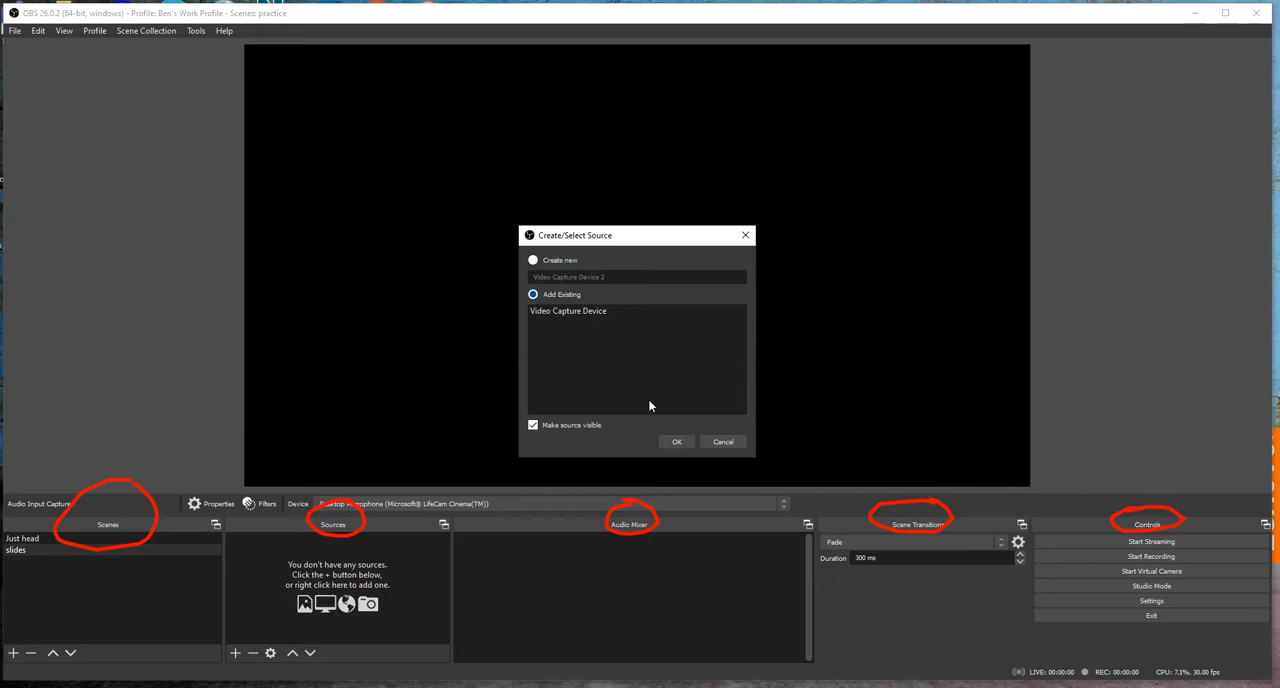 OBS 26.0.2 (64-bit, windows) - Profile: Ben's Work Profile - Scenes: practice
File Edit View Profile Scene Collection Tools Help
Create/Select Source
Create new
Video Capture Device 2
Add Existing
Video Capture Device
Make source visible
OK Cancel
Audio Input Capture Properties Filters Device Desktop Microphone (Microsoft® LifeCam Cinema(TM))
Scenes Sources Audio Mixer Scene Transitions Controls
Just head
slides
You don't have any sources.
Click the + button below,
or right click here to add one.
Fade
Duration 300 ms
Start Streaming
Start Recording
Start Virtual Camera
Studio Mode
Settings
Exit
LIVE: 00:00:00 REC: 00:00:00 CPU: 7.1%, 30.00 fps